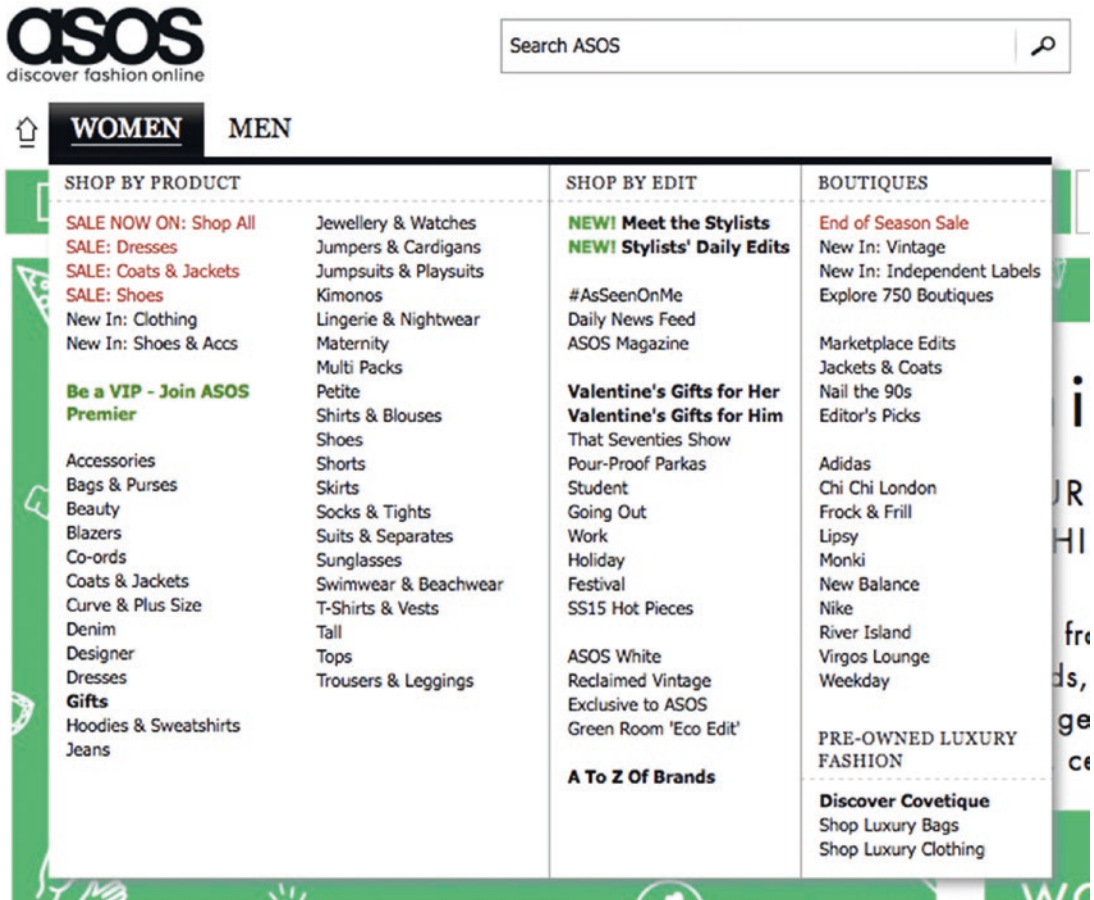 asos
discover fashion online
Search ASOS
WOMEN
MEN
SHOP BY PRODUCT
SALE NOW ON: Shop All
SALE: Dresses
SALE: Coats & Jackets
SALE: Shoes
New In: Clothing
New In: Shoes & Accs
Be a VIP - Join ASOS
Premier
Accessories
Bags & Purses
Beauty
Blazers
Co-ords
Coats & Jackets
Curve & Plus Size
Denim
Designer
Dresses
Gifts
Hoodies & Sweatshirts
Jeans
Jewellery & Watches
Jumpers & Cardigans
Jumpsuits & Playsuits
Kimonos
Lingerie & Nightwear
Maternity
Multi Packs
Petite
Shirts & Blouses
Shoes
Shorts
Skirts
Socks & Tights
Suits & Separates
Sunglasses
Swimwear & Beachwear
T-Shirts & Vests
Tall
Tops
Trousers & Leggings
SHOP BY EDIT
NEW! Meet the Stylists
NEW! Stylists' Daily Edits
#AsSeenOnMe
Daily News Feed
ASOS Magazine
Valentine's Gifts for Her
Valentine's Gifts for Him
That Seventies Show
Pour-Proof Parkas
Student
Going Out
Work
Holiday
Festival
SS15 Hot Pieces
ASOS White
Reclaimed Vintage
Exclusive to ASOS
Green Room 'Eco Edit'
A To Z Of Brands
BOUTIQUES
End of Season Sale
New In: Vintage
New In: Independent Labels
Explore 750 Boutiques
Marketplace Edits
Jackets & Coats
Nail the 90s
Editor's Picks
Adidas
Chi Chi London
Frock & Frill
Lipsy
Monki
New Balance
Nike
River Island
Virgos Lounge
Weekday
PRE-OWNED LUXURY
FASHION
Discover Covetique
Shop Luxury Bags
Shop Luxury Clothing